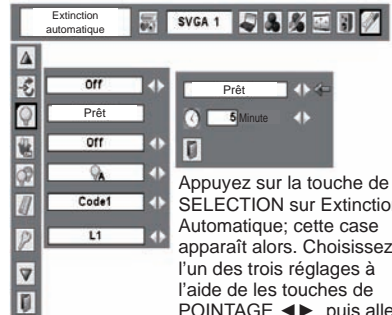 Extinction
automatique
SVGA 1
Off
Prêt
Off
Code1
L1
Prêt
5 Minute
Appuyez sur la touche de
SELECTION sur Extinction
Automatique; cette case
apparaît alors. Choisissez
l'un des trois réglages à
l'aide de les touches de
POINTAGE ◄►, puis